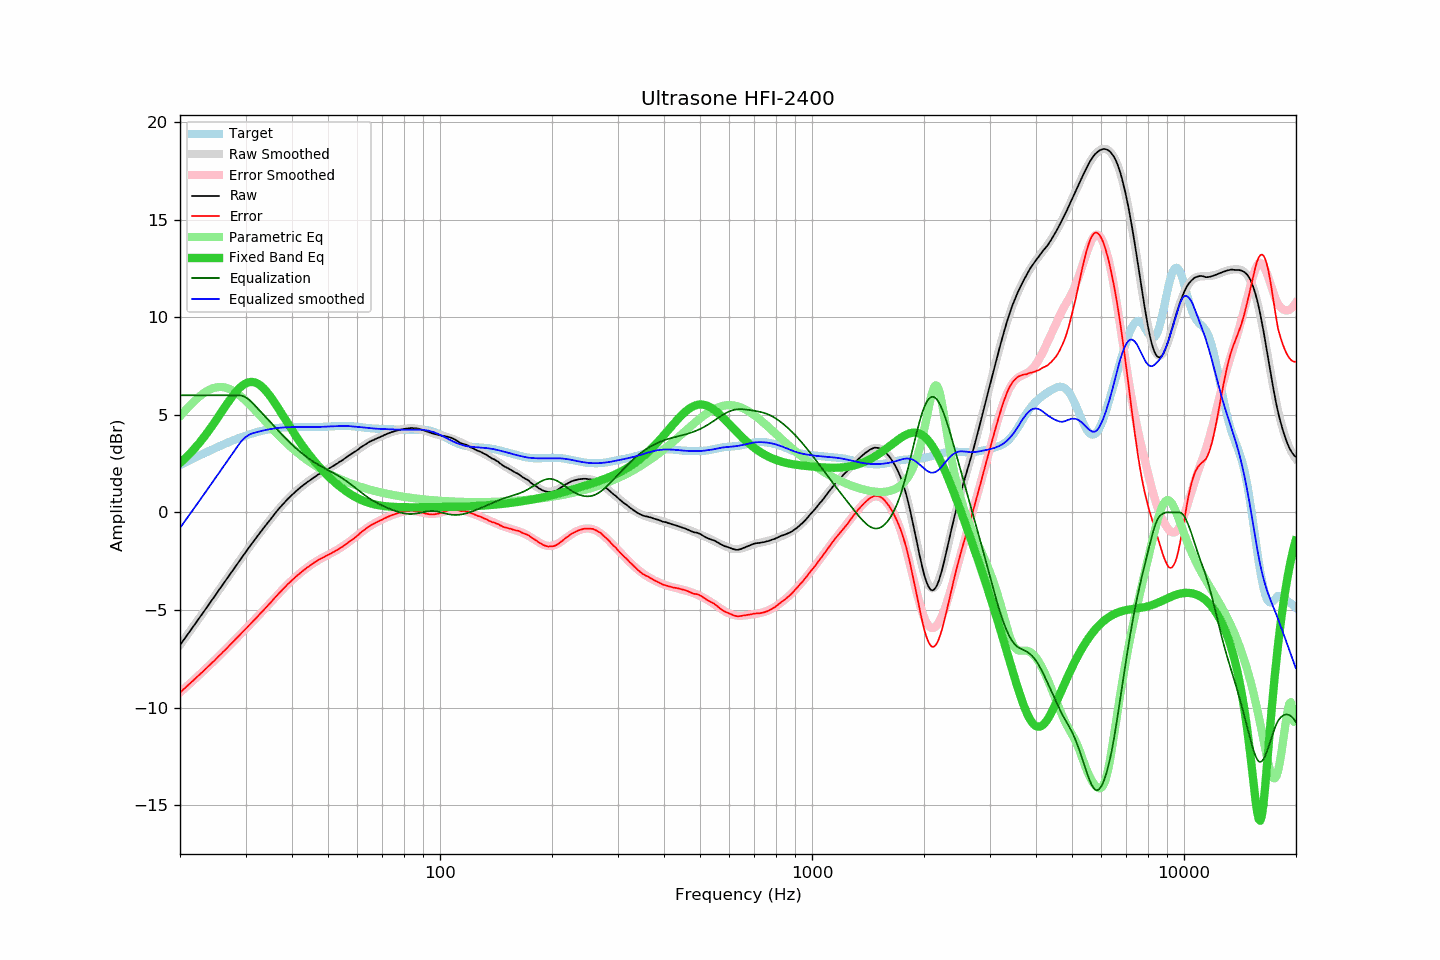 Ultrasone HFI-2400
Target
Raw Smoothed
Error Smoothed
Raw
Error
Parametric Eq
Fixed Band Eq
Equalization
Equalized smoothed
20
15
10
5
0
−5
−10
−15
Amplitude (dBr)
100
1000
10000
Frequency (Hz)